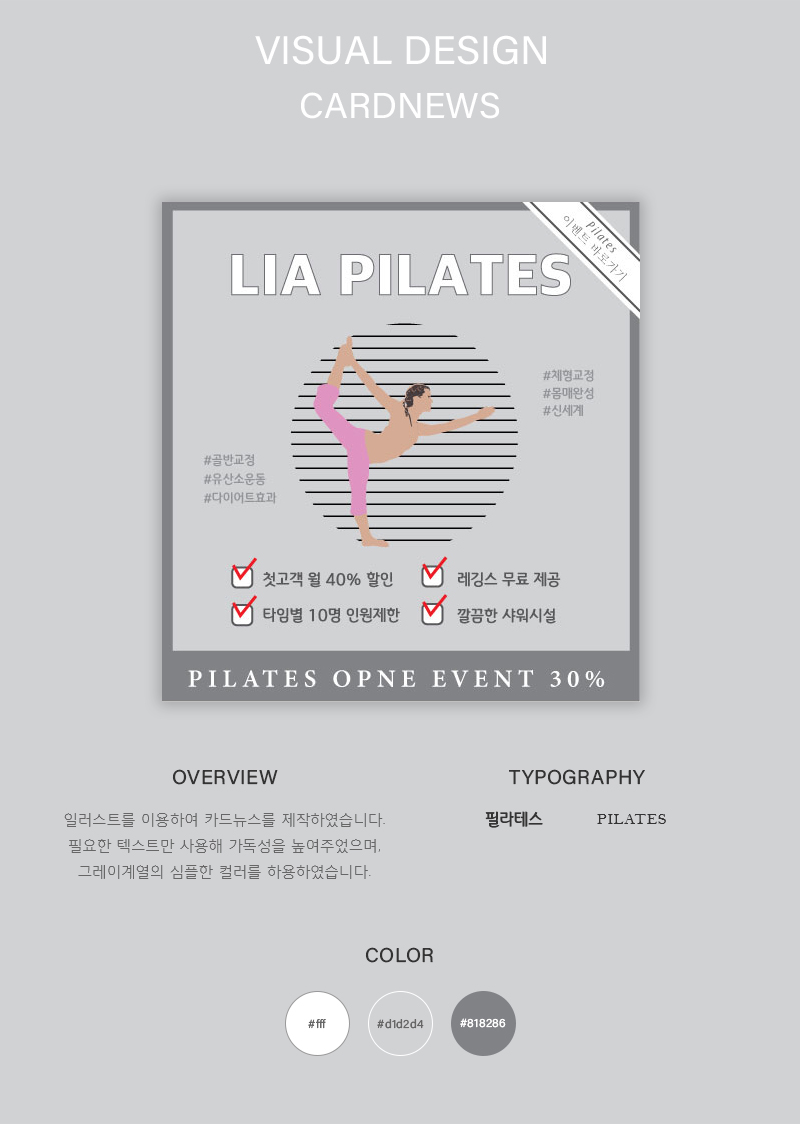 VISUAL DESIGN
CARDNEWS
Pilates
이벤트 바로가기
LIA PILATES
#체형교정
#몸매완성
#신세계
#골반교정
#유산소운동
#다이어트효과
첫고객 월 40% 할인
레깅스 무료 제공
타임별 10명 인원제한
깔끔한 샤워시설
PILATES OPNE EVENT 30%
OVERVIEW
일러스트를 이용하여 카드뉴스를 제작하였습니다.
필요한 텍스트만 사용해 가독성을 높여주었으며,
그레이계열의 심플한 컬러를 하용하였습니다.
TYPOGRAPHY
필라테스 PILATES
COLOR
#fff #d1d2d4 #818286